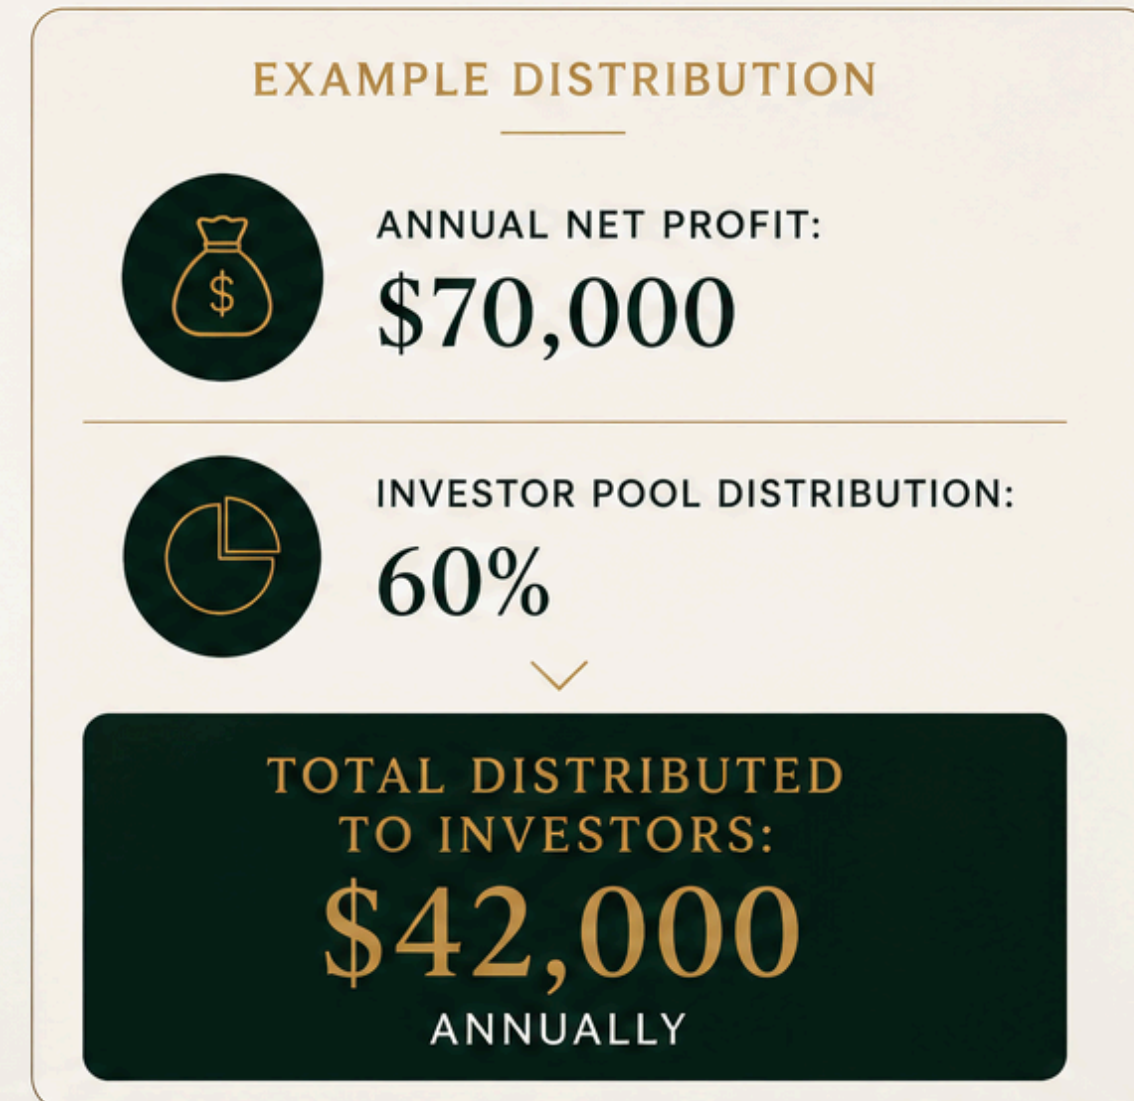 EXAMPLE DISTRIBUTION
$
ANNUAL NET PROFIT:
$70,000
INVESTOR POOL DISTRIBUTION:
60%
TOTAL DISTRIBUTED
TO INVESTORS:
$42,000
ANNUALLY